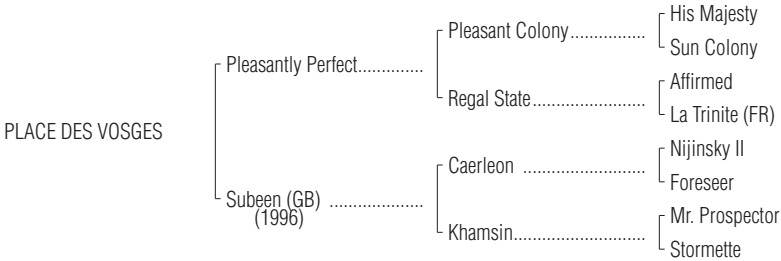 His Majesty
Pleasant Colony................
Sun Colony
Pleasantly Perfect..............
Affirmed
Regal State...........................
La Trinite (FR)
PLACE DES VOSGES
Nijinsky II
Caerleon .............................
Foreseer
Subeen (GB) ....................
(1996)
Mr. Prospector
Khamsin...............................
Stormette